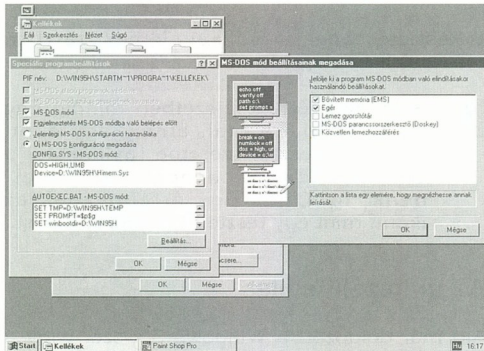 Kellékek
Fájl Szerkesztés Nézet Súgó
Speciális programbeállítások
PIF név: D:\WIN95H\STARTM~1\PROGRA~1\KELLÉKEK\
MS-DOS mód
Figyelmeztetés MS-DOS módba való belépés előtt
Jelenlegi MS-DOS konfiguráció használata
Új MS-DOS konfiguráció megadása
CONFIG.SYS - MS-DOS mód:
DOS=HIGH,UMB
Device=D:\WIN95H\Himem.Sys
AUTOEXEC.BAT - MS-DOS mód:
SET TMP=D:\WIN95H\TEMP
SET PROMPT=$p$g
SET winbootdir=D:\WIN95H
Beállítás...
OK Mégse
OK Mégse
MS-DOS mód beállításainak megadása
echo off
verify off
path c:\
set prompt =
break = on
numlock = off
dos = high, u
device = c:\w
Jelölje ki a program MS-DOS módban való elindításakor
használandó beállításokat.
Bővített memória (EMS)
Egér
Lemez gyorsítótár
MS-DOS parancssorszerkesztő (Doskey)
Közvetlen lemezhozzáférés
Kattintson a lista egy elemére, hogy megnézhesse annak
leírását.
OK Mégse
Start Kellékek Paint Shop Pro Hu 16:17